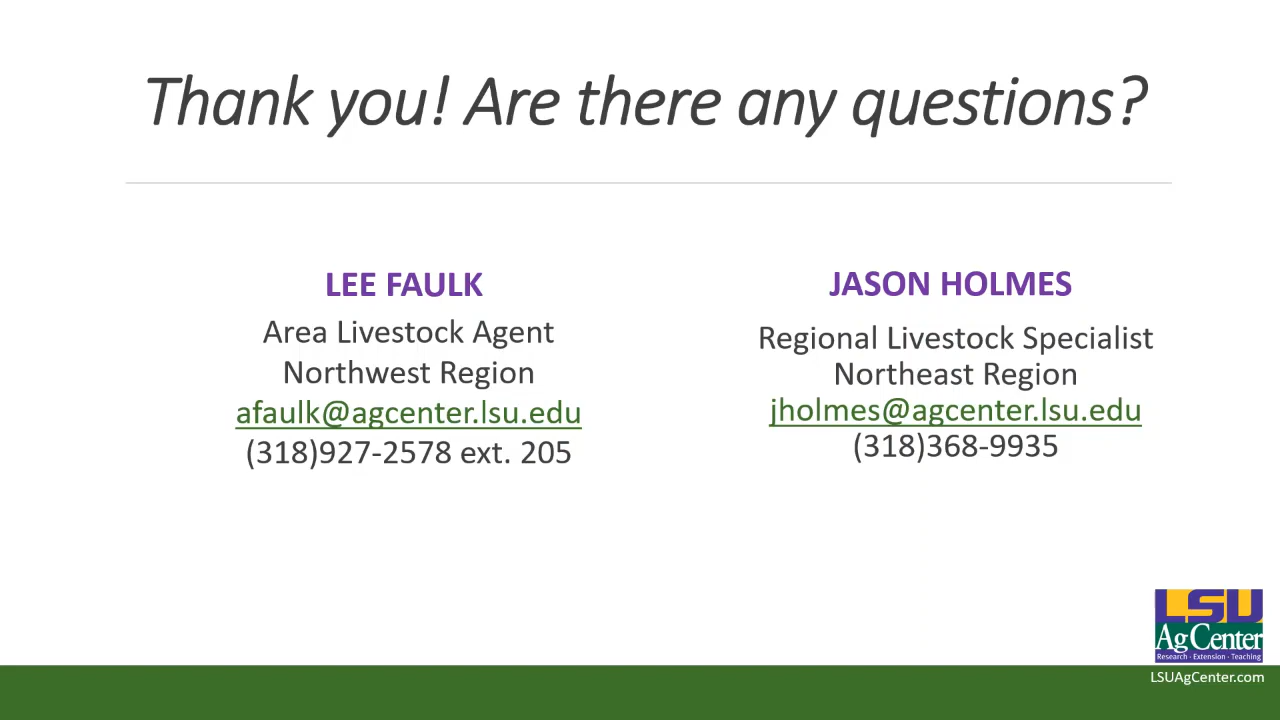 Thank you! Are there any questions?
LEE FAULK
Area Livestock Agent
Northwest Region
afaulk@agcenter.lsu.edu
(318)927-2578 ext. 205
JASON HOLMES
Regional Livestock Specialist
Northeast Region
jholmes@agcenter.lsu.edu
(318)368-9935
LSU
AgCenter
Research · Extension · Teaching
LSUAgCenter.com